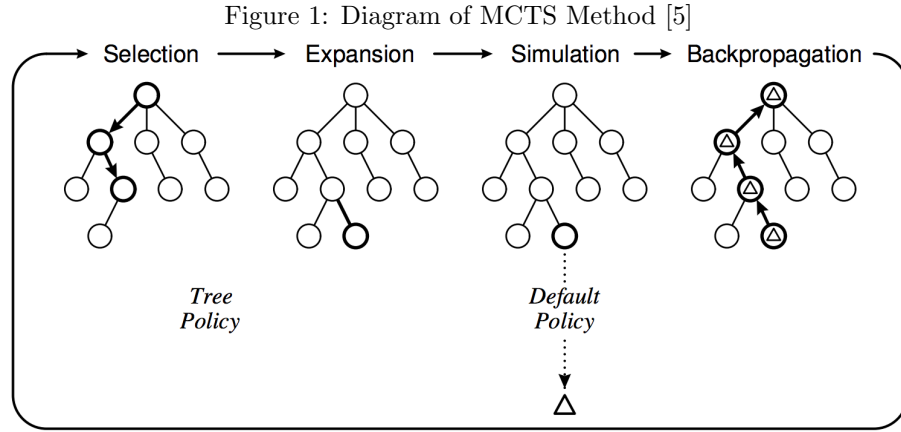 Figure 1: Diagram of MCTS Method [5]
Selection Expansion Simulation Backpropagation
Tree
Policy
Default
Policy